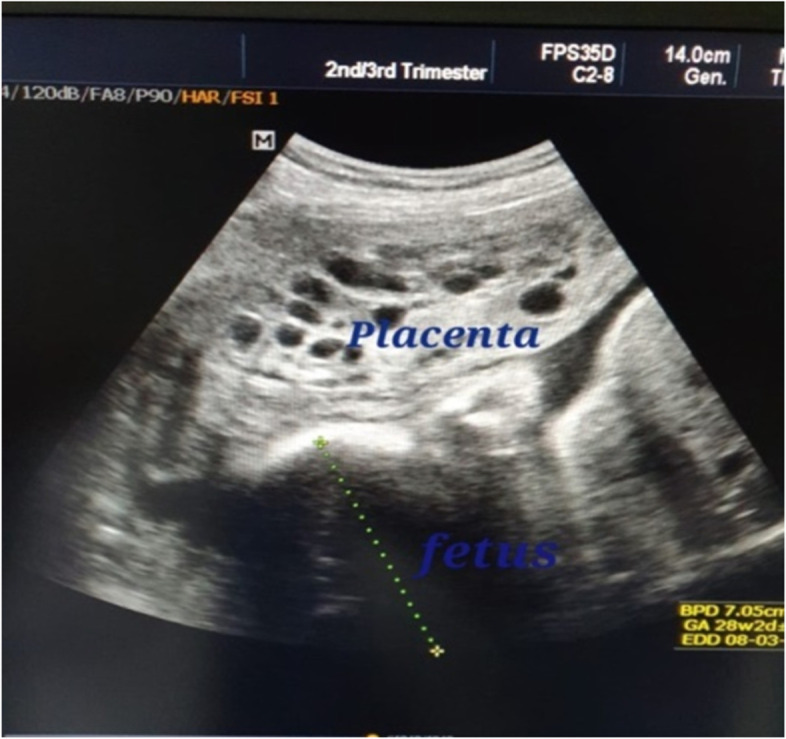 FPS35D
14.0cm
2nd/3rd Trimester
C2-8
Gen.
/120dB/FA8/P90/HAR/FSI 1
M
Placenta
fetus
BPD 7.05cm
GA 28w2d±
EDD 08-03-